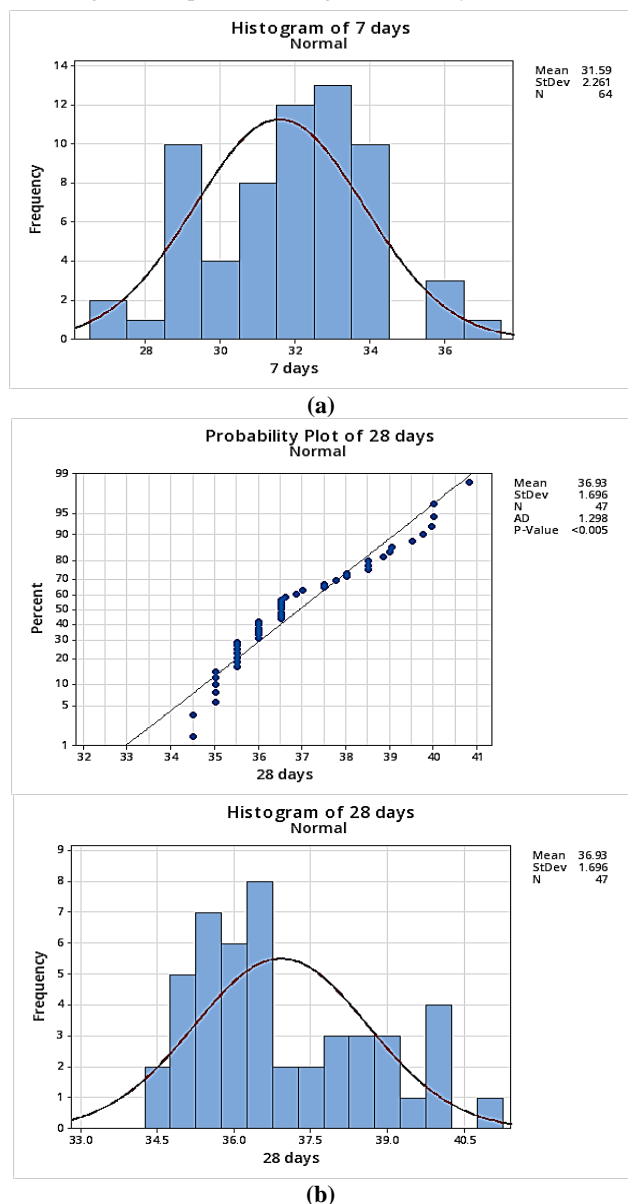 Histogram of 7 days
Normal
Mean 31.59
StDev 2.261
N 64
14
12
10
8
6
4
2
0
Frequency
28 30 32 34 36
7 days
(a)
Probability Plot of 28 days
Normal
Mean 36.93
StDev 1.696
N 47
AD 1.298
P-Value <0.005
99
95
90
80
70
60
50
40
30
20
10
5
1
Percent
32 33 34 35 36 37 38 39 40 41
28 days
Histogram of 28 days
Normal
Mean 36.93
StDev 1.696
N 47
9
8
7
6
5
4
3
2
1
0
Frequency
33.0 34.5 36.0 37.5 39.0 40.5
28 days
(b)